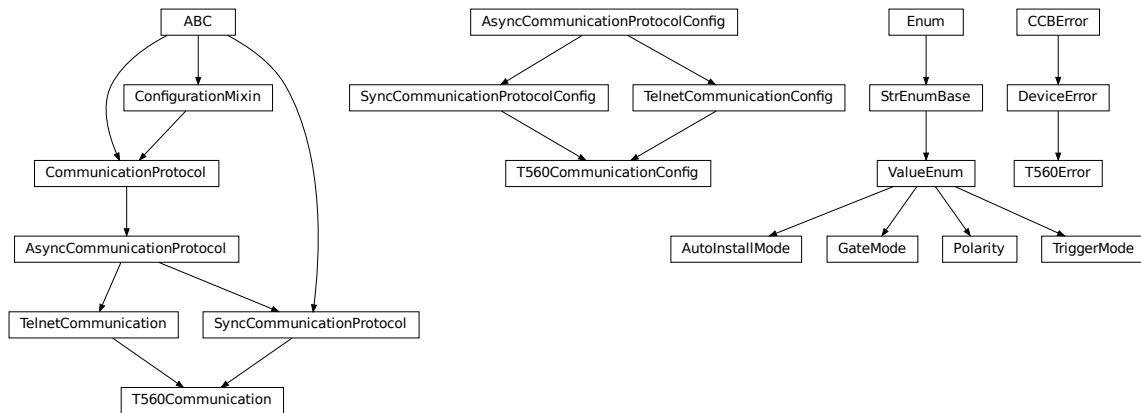 ABC
AsyncCommunicationProtocolConfig
Enum
CCBError
ConfigurationMixin
SyncCommunicationProtocolConfig
TelnetCommunicationConfig
StrEnumBase
DeviceError
CommunicationProtocol
T560CommunicationConfig
ValueEnum
T560Error
AsyncCommunicationProtocol
AutoInstallMode
GateMode
Polarity
TriggerMode
TelnetCommunication
SyncCommunicationProtocol
T560Communication